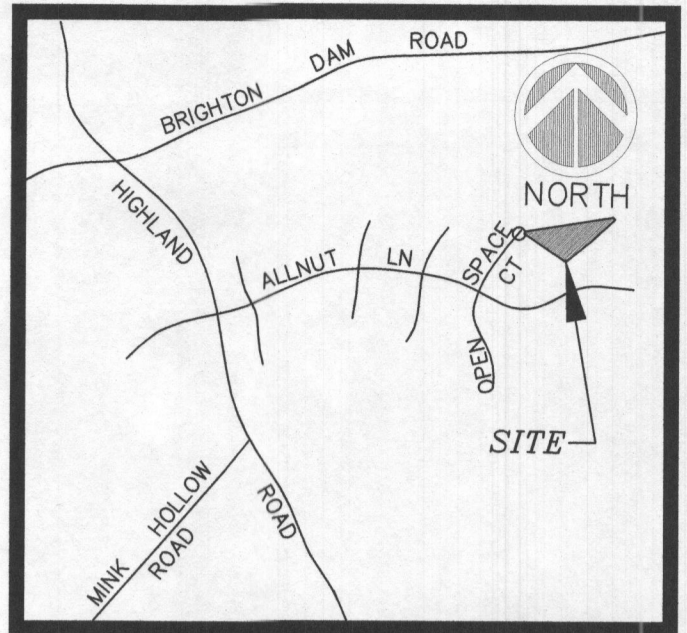 BRIGHTON DAM ROAD
NORTH
HIGHLAND
ROAD
ALLNUT LN
OPEN SPACE
CT
SITE
MINK HOLLOW
ROAD